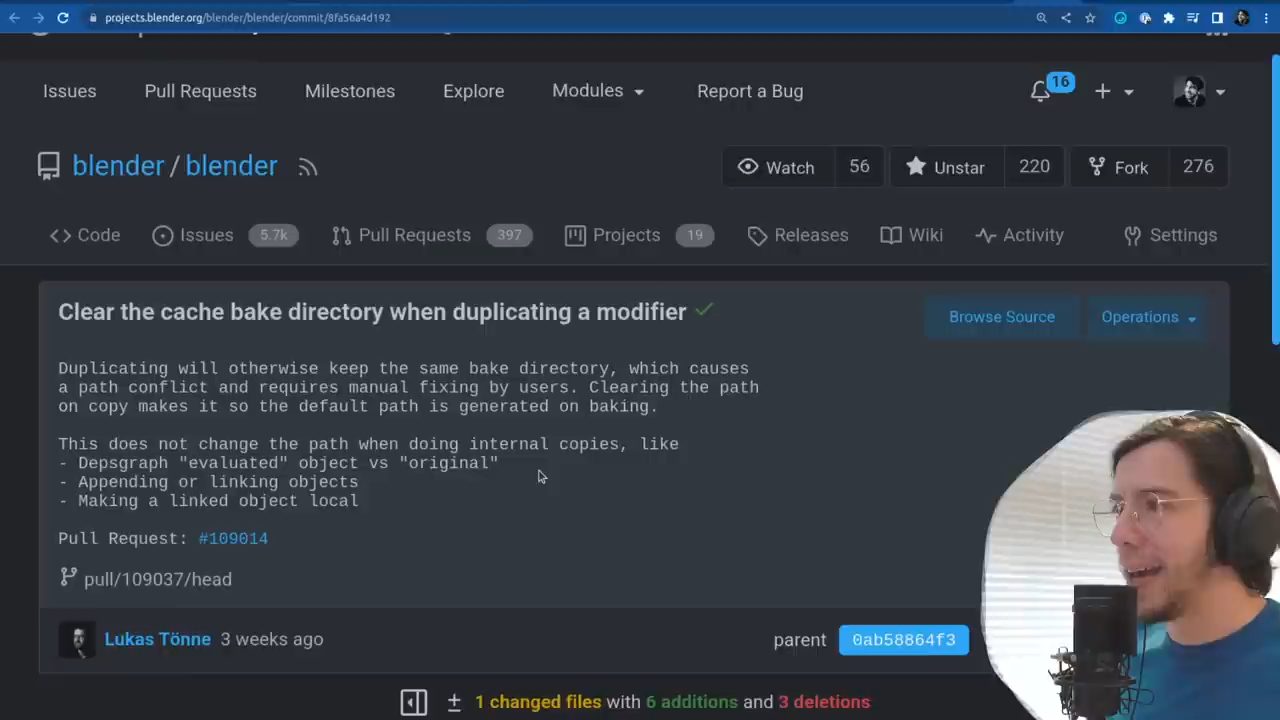 projects.blender.org/blender/blender/commit/8fa56a4d192
Issues Pull Requests Milestones Explore Modules Report a Bug 16
blender / blender Watch 56 Unstar 220 Fork 276
Code Issues 5.7k Pull Requests 397 Projects 19 Releases Wiki Activity Settings
Clear the cache bake directory when duplicating a modifier Browse Source Operations
Duplicating will otherwise keep the same bake directory, which causes
a path conflict and requires manual fixing by users. Clearing the path
on copy makes it so the default path is generated on baking.
This does not change the path when doing internal copies, like
- Depsgraph "evaluated" object vs "original"
- Appending or linking objects
- Making a linked object local
Pull Request: #109014
pull/109037/head
Lukas Tönne 3 weeks ago parent 0ab58864f3
1 changed files with 6 additions and 3 deletions